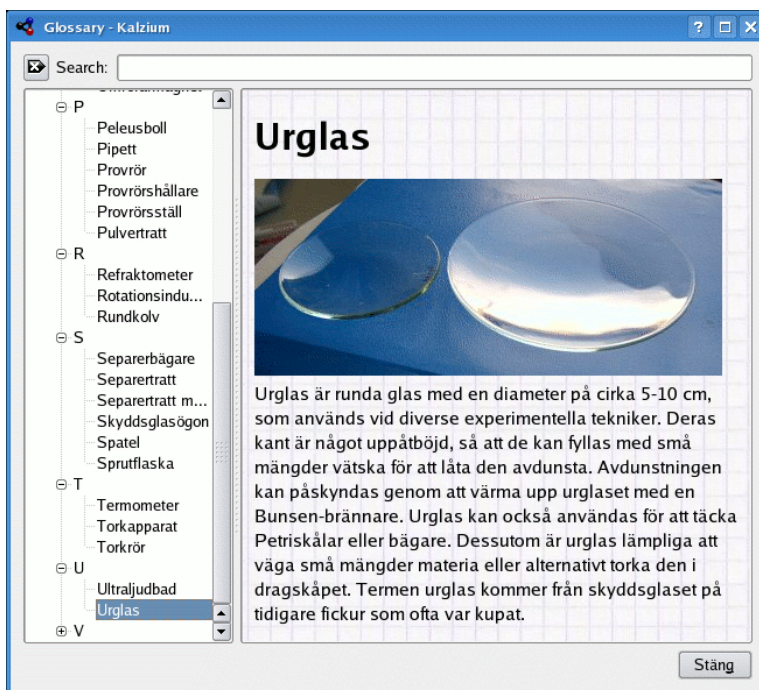 Glossary - Kalzium
Search:
P
Peleusboll
Pipett
Provrör
Provrörshållare
Provrörsställ
Pulvertratt
R
Refraktometer
Rotationsindu...
Rundkolv
S
Separerbägare
Separertratt
Separertratt m...
Skyddsglasögon
Spatel
Sprutflaska
T
Termometer
Torkapparat
Torkrör
U
Ultraljudbad
Urglas
V
Urglas
Urglas är runda glas med en diameter på cirka 5-10 cm,
som används vid diverse experimentella tekniker. Deras
kant är något uppåtböjd, så att de kan fyllas med små
mängder vätska för att låta den avdunsta. Avdunstningen
kan påskyndas genom att värma upp urglaset med en
Bunsen-brännare. Urglas kan också användas för att täcka
Petriskålar eller bägare. Dessutom är urglas lämpliga att
väga små mängder materia eller alternativt torka den i
dragskåpet. Termen urglas kommer från skyddsglaset på
tidigare fickur som ofta var kupat.
Stäng